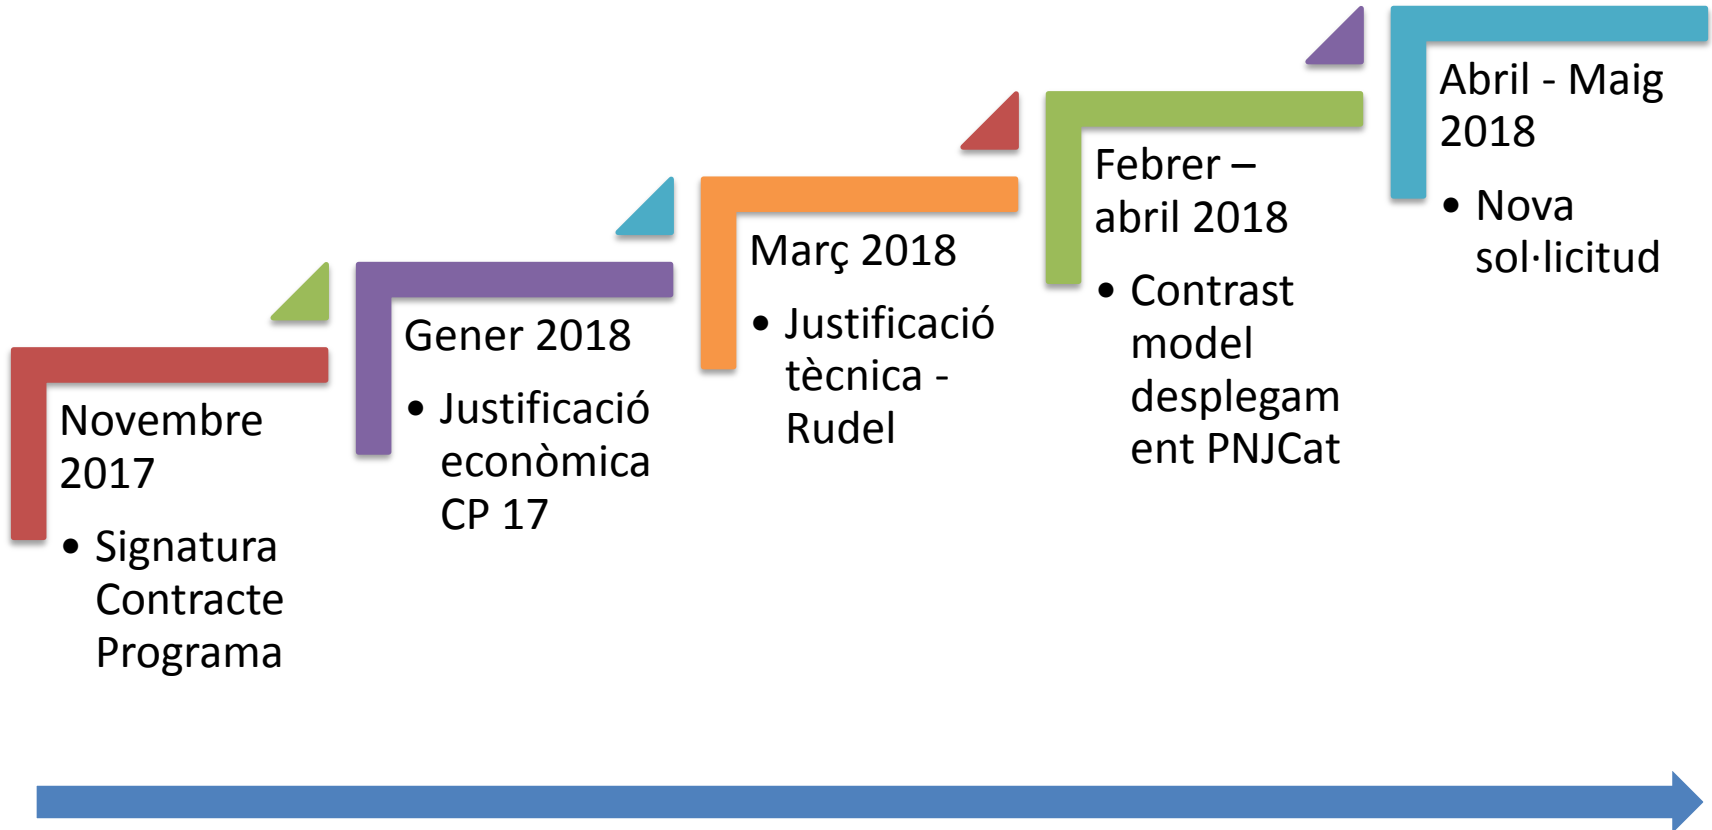 Novembre
2017
• Signatura
Contracte
Programa
Gener 2018
• Justificació
econòmica
CP 17
Març 2018
• Justificació
tècnica -
Rudel
Febrer –
abril 2018
• Contrast
model
desplegam
ent PNJCat
Abril - Maig
2018
• Nova
sol·licitud